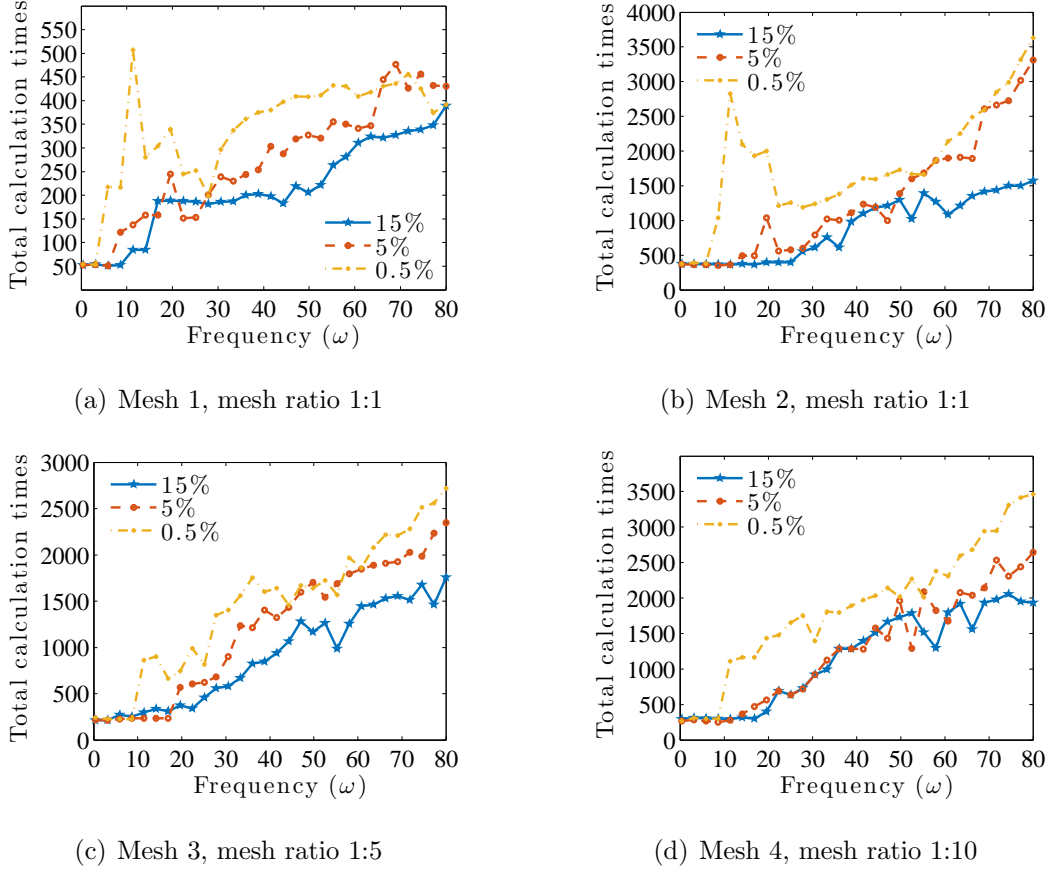 550
500
450
400
350
300
250
200
150
100
50
Total calculation times
15%
5%
0.5%
0 10 20 30 40 50 60 70 80
Frequency (ω)
(a) Mesh 1, mesh ratio 1:1
4000
3500
3000
2500
2000
1500
1000
500
0
Total calculation times
15%
5%
0.5%
0 10 20 30 40 50 60 70 80
Frequency (ω)
(b) Mesh 2, mesh ratio 1:1
3000
2500
2000
1500
1000
500
0
Total calculation times
15%
5%
0.5%
0 10 20 30 40 50 60 70 80
Frequency (ω)
(c) Mesh 3, mesh ratio 1:5
3500
3000
2500
2000
1500
1000
500
0
Total calculation times
15%
5%
0.5%
0 10 20 30 40 50 60 70 80
Frequency (ω)
(d) Mesh 4, mesh ratio 1:10